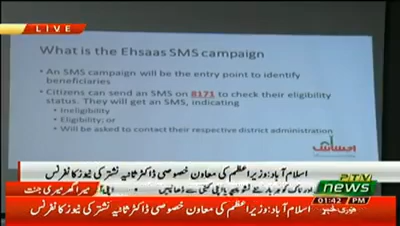 LIVE
What is the Ehsaas SMS campaign
- An SMS campaign will be the entry point to identify beneficiaries
- Citizens can send an SMS on 8171 to check their eligibility status. They will get an SMS, indicating
• Ineligibility
• Eligibility; or
• Will be asked to contact their respective district administration
احساس
اسلام آباد:وزیراعظم کی معاون خصوصی ڈاکٹر ثانیہ نشتر کی نیوز کانفرنس
PTV
news
میرا گھر میری جنت
01:42 PM
اسلام آباد:وزیراعظم کی معاون خصوصی ڈاکٹر ثانیہ نشتر کی نیوز کانفرنس